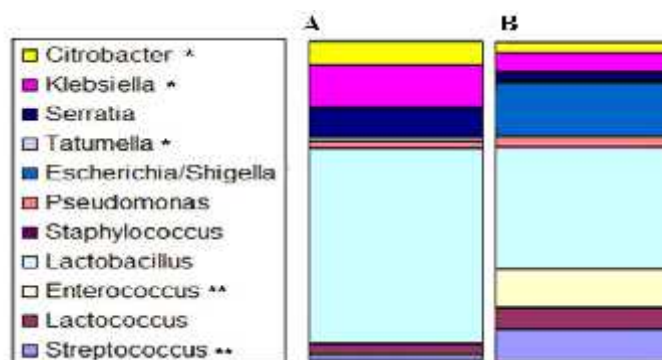 A B
Citrobacter *
Klebsiella *
Serratia
Tatumella *
Escherichia/Shigella
Pseudomonas
Staphylococcus
Lactobacillus
Enterococcus **
Lactococcus
Streptococcus **